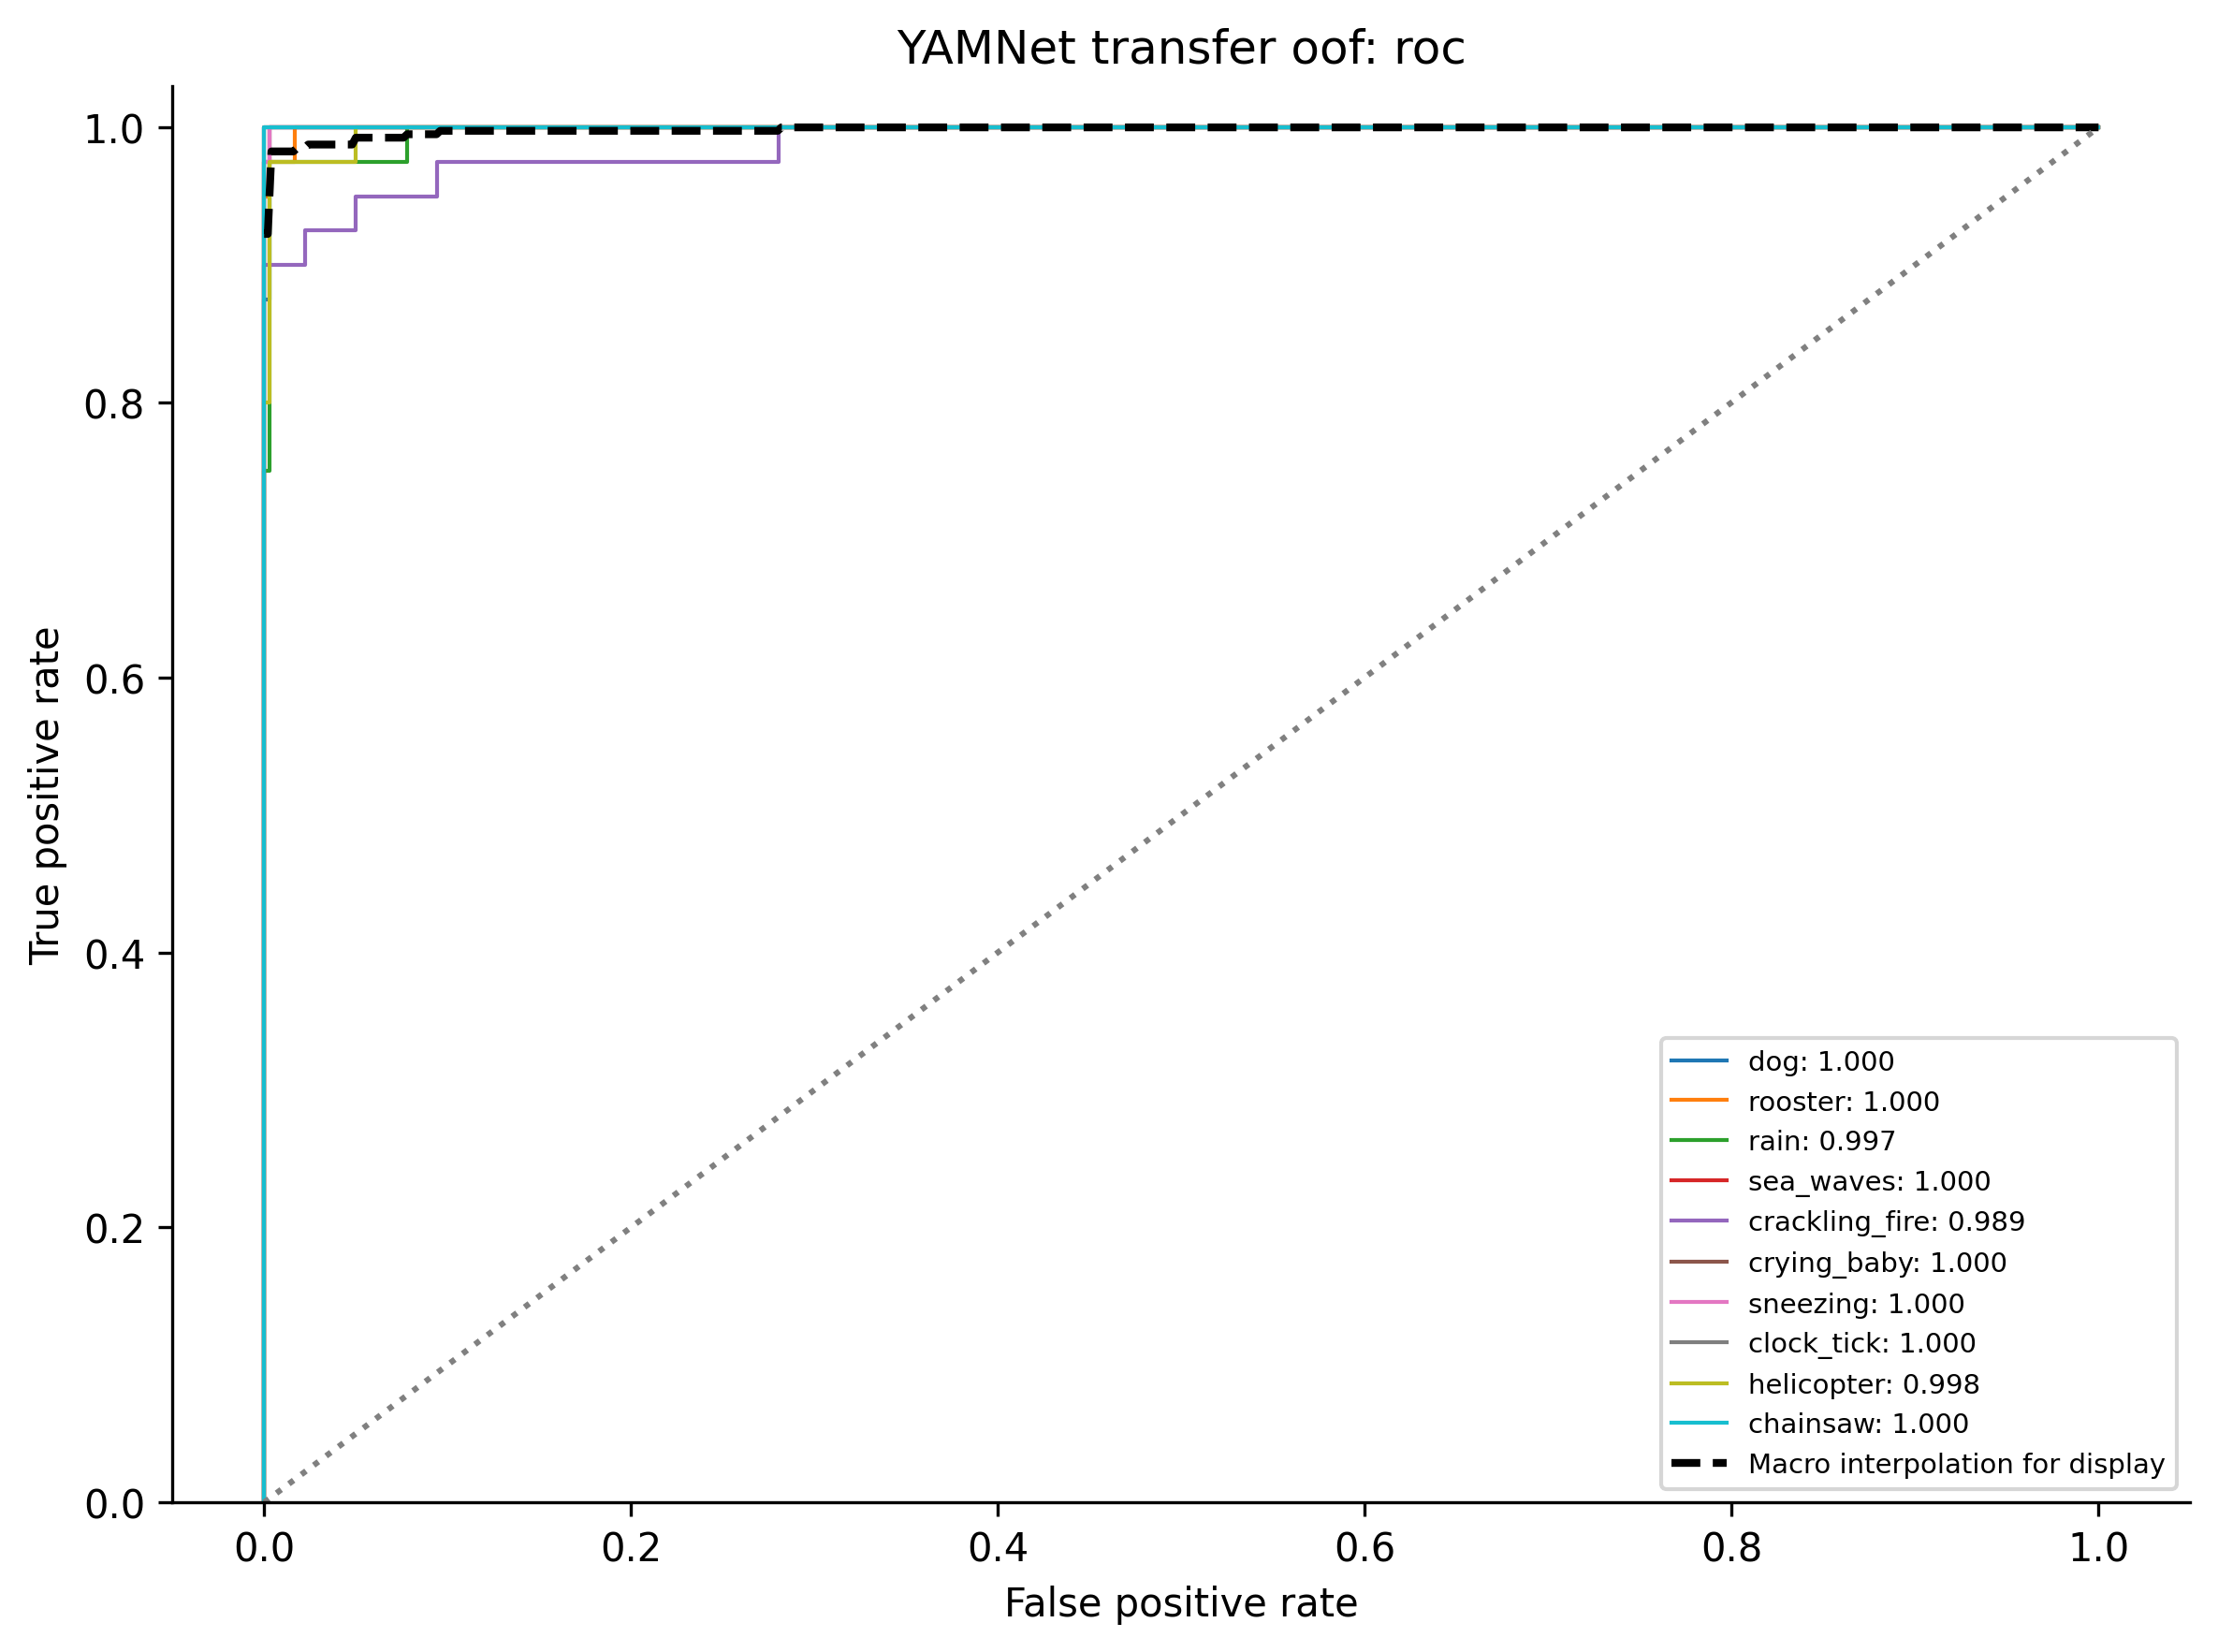 YAMNet transfer oof: roc
1.0
0.8
0.6
0.4
0.2
0.0
True positive rate
0.0 0.2 0.4 0.6 0.8 1.0
False positive rate
dog: 1.000
rooster: 1.000
rain: 0.997
sea_waves: 1.000
crackling_fire: 0.989
crying_baby: 1.000
sneezing: 1.000
clock_tick: 1.000
helicopter: 0.998
chainsaw: 1.000
Macro interpolation for display